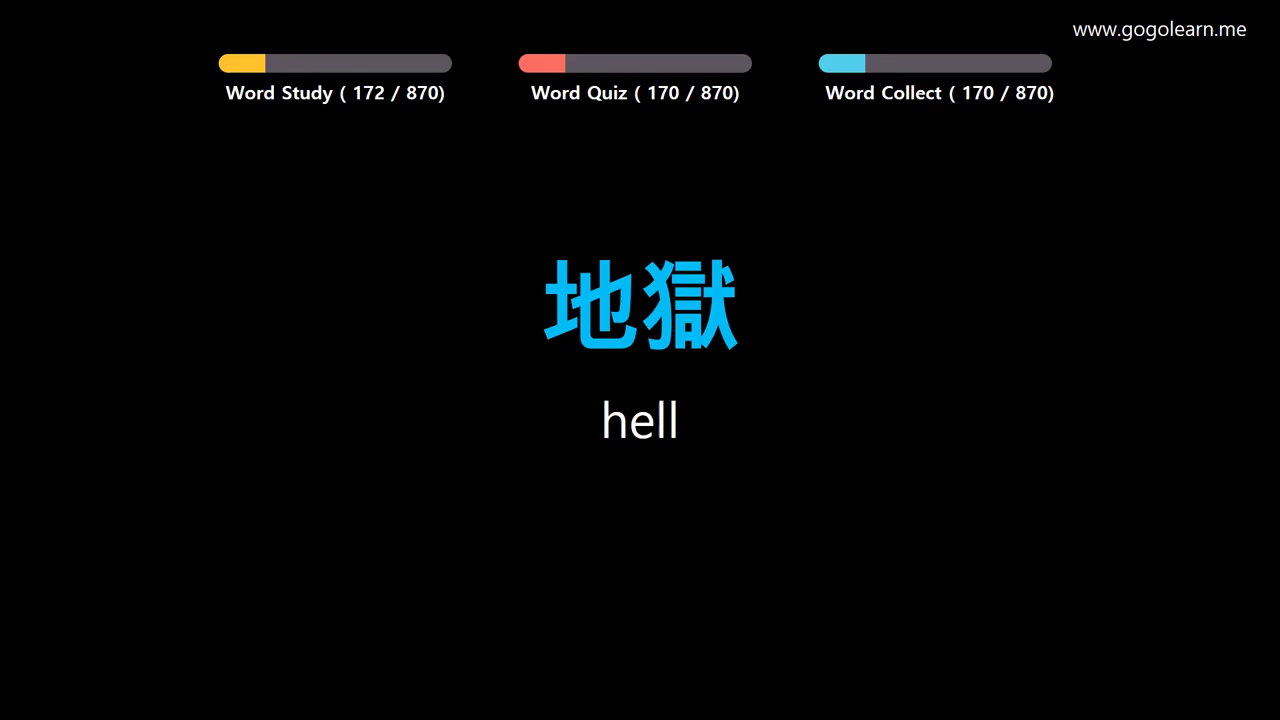 www.gogolearn.me
Word Study ( 172 / 870)
Word Quiz ( 170 / 870)
Word Collect ( 170 / 870)
地獄
hell